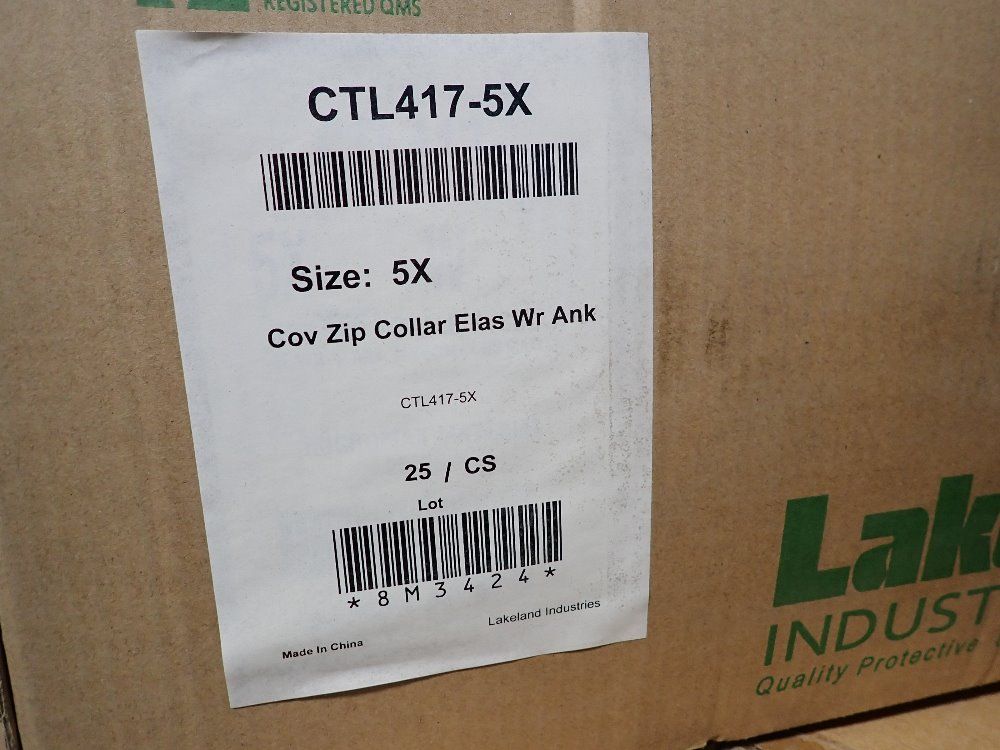 REGISTERED QMS
CTL417-5X
Size: 5X
Cov Zip Collar Elas Wr Ank
CTL417-5X
25 / CS
Lot
*8M3424*
Lakeland Industries
Made In China
Lak
INDUST
Quality Protective